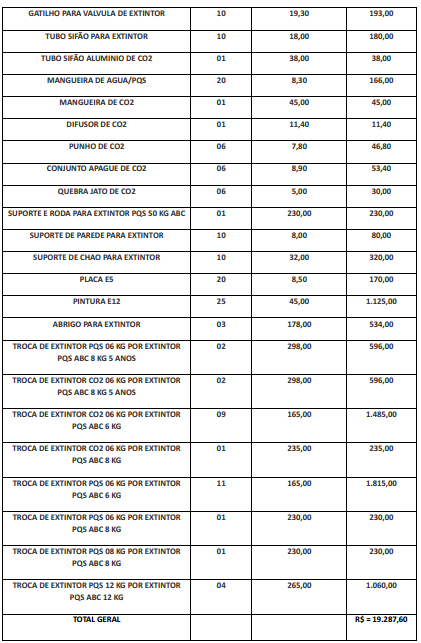 GATILHO PARA VALVULA DE EXTINTOR 10 19,30 193,00
TUBO SIFÃO PARA EXTINTOR 10 18,00 180,00
TUBO SIFÃO ALUMINIO DE CO2 01 38,00 38,00
MANGUEIRA DE AGUA/PQS 20 8,30 166,00
MANGUEIRA DE CO2 01 45,00 45,00
DIFUSOR DE CO2 01 11,40 11,40
PUNHO DE CO2 06 7,80 46,80
CONJUNTO APAGUE DE CO2 06 8,90 53,40
QUEBRA JATO DE CO2 06 5,00 30,00
SUPORTE E RODA PARA EXTINTOR PQS 50 KG ABC 01 230,00 230,00
SUPORTE DE PAREDE PARA EXTINTOR 10 8,00 80,00
SUPORTE DE CHAO PARA EXTINTOR 10 32,00 320,00
PLACA E5 20 8,50 170,00
PINTURA E12 25 45,00 1.125,00
ABRIGO PARA EXTINTOR 03 178,00 534,00
TROCA DE EXTINTOR PQS 06 KG POR EXTINTOR 02 298,00 596,00
PQS ABC 8 KG 5 ANOS
TROCA DE EXTINTOR CO2 06 KG POR EXTINTOR 02 298,00 596,00
PQS ABC 8 KG 5 ANOS
TROCA DE EXTINTOR CO2 06 KG POR EXTINTOR 09 165,00 1.485,00
PQS ABC 6 KG
TROCA DE EXTINTOR CO2 06 KG POR EXTINTOR 01 235,00 235,00
PQS ABC 8 KG
TROCA DE EXTINTOR PQS 06 KG POR EXTINTOR 11 165,00 1.815,00
PQS ABC 6 KG
TROCA DE EXTINTOR PQS 06 KG POR EXTINTOR 01 230,00 230,00
PQS ABC 8 KG
TROCA DE EXTINTOR PQS 08 KG POR EXTINTOR 01 230,00 230,00
PQS ABC 8 KG
TROCA DE EXTINTOR PQS 12 KG POR EXTINTOR 04 265,00 1.060,00
PQS ABC 12 KG
TOTAL GERAL R$ = 19.287,60